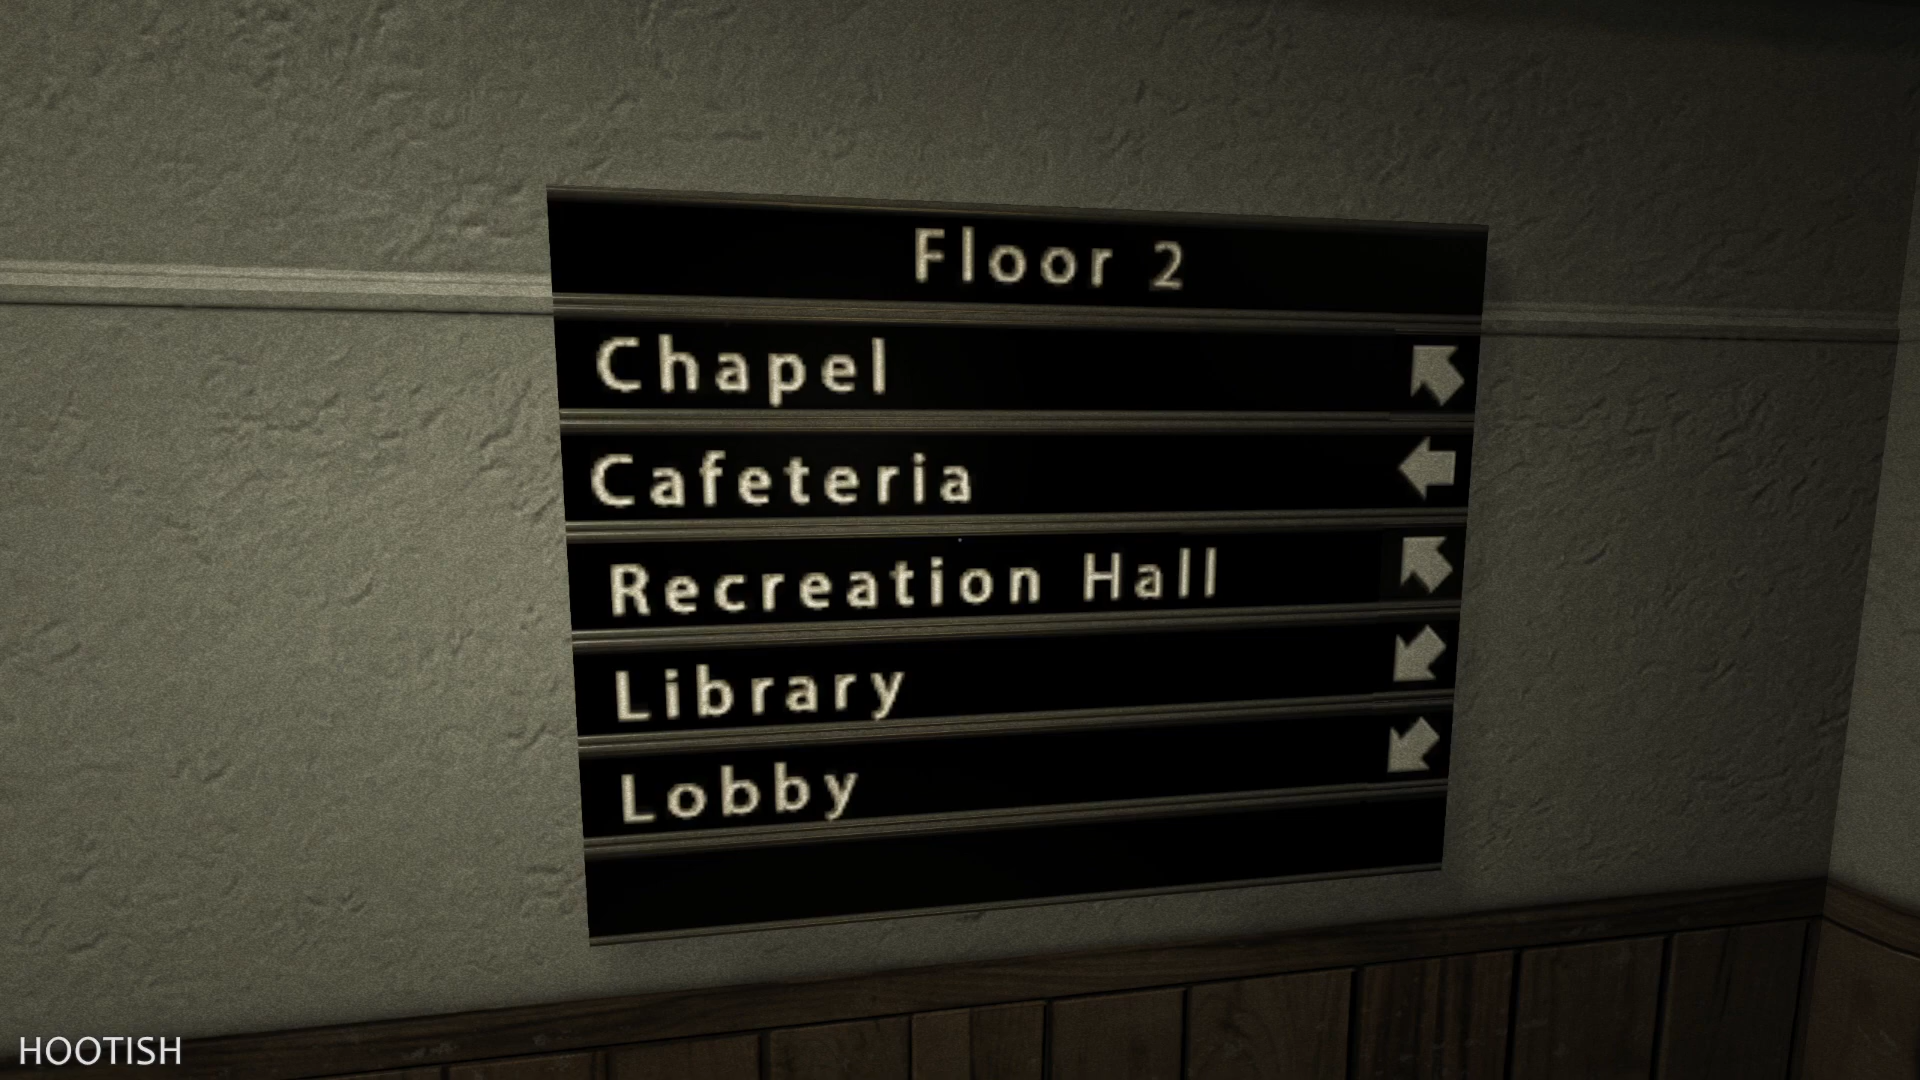 Floor 2
Chapel
Cafeteria
Recreation Hall
Library
Lobby
HOOTISH